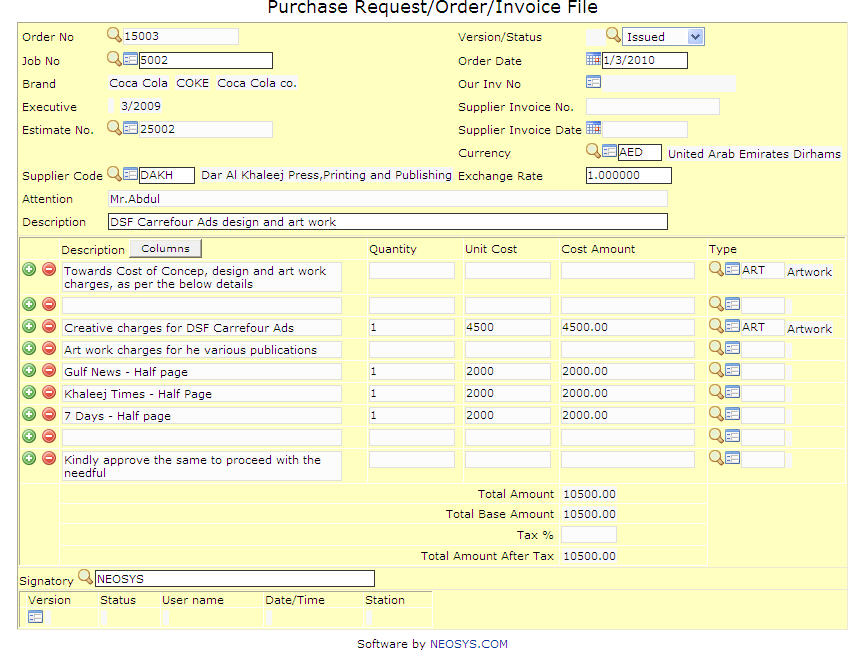 Purchase Request/Order/Invoice File
Order No 15003 Version/Status Issued
Job No 5002 Order Date 1/3/2010
Brand Coca Cola COKE Coca Cola co. Our Inv No
Executive 3/2009 Supplier Invoice No.
Estimate No. 25002 Supplier Invoice Date
Currency AED United Arab Emirates Dirhams
Supplier Code DAKH Dar Al Khaleej Press,Printing and Publishing Exchange Rate 1.000000
Attention Mr.Abdul
Description DSF Carrefour Ads design and art work
Description Columns Quantity Unit Cost Cost Amount Type
Towards Cost of Concep, design and art work ART Artwork
charges, as per the below details
Creative charges for DSF Carrefour Ads 1 4500 4500.00 ART Artwork
Art work charges for he various publications
Gulf News - Half page 1 2000 2000.00
Khaleej Times - Half Page 1 2000 2000.00
7 Days - Half page 1 2000 2000.00
Kindly approve the same to proceed with the
needful
Total Amount 10500.00
Total Base Amount 10500.00
Tax %
Total Amount After Tax 10500.00
Signatory NEOSYS
Version Status User name Date/Time Station
Software by NEOSYS.COM